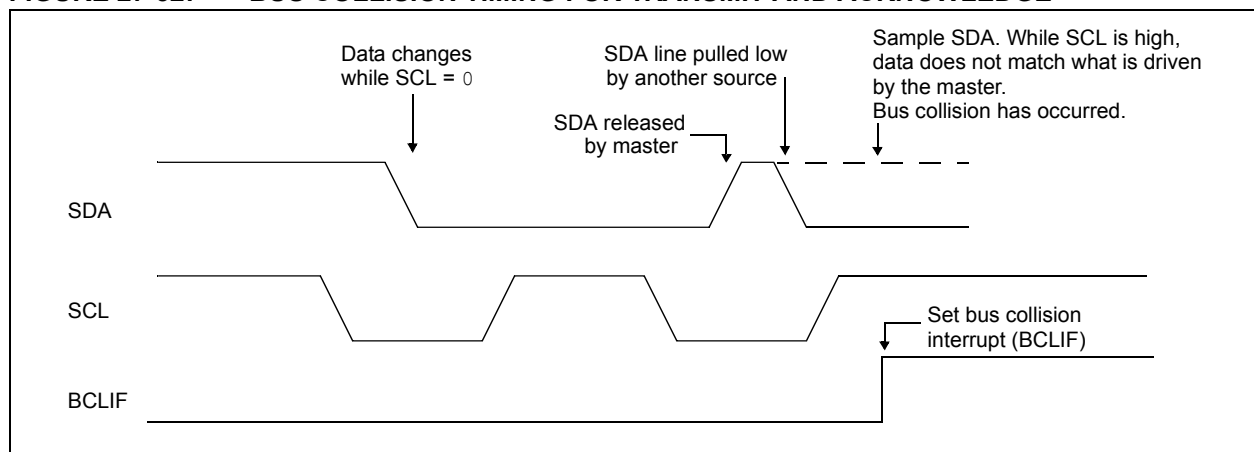 Data changes
while SCL = 0
SDA line pulled low
by another source
SDA released
by master
Sample SDA. While SCL is high,
data does not match what is driven
by the master.
Bus collision has occurred.
SDA
SCL
Set bus collision
interrupt (BCLIF)
BCLIF